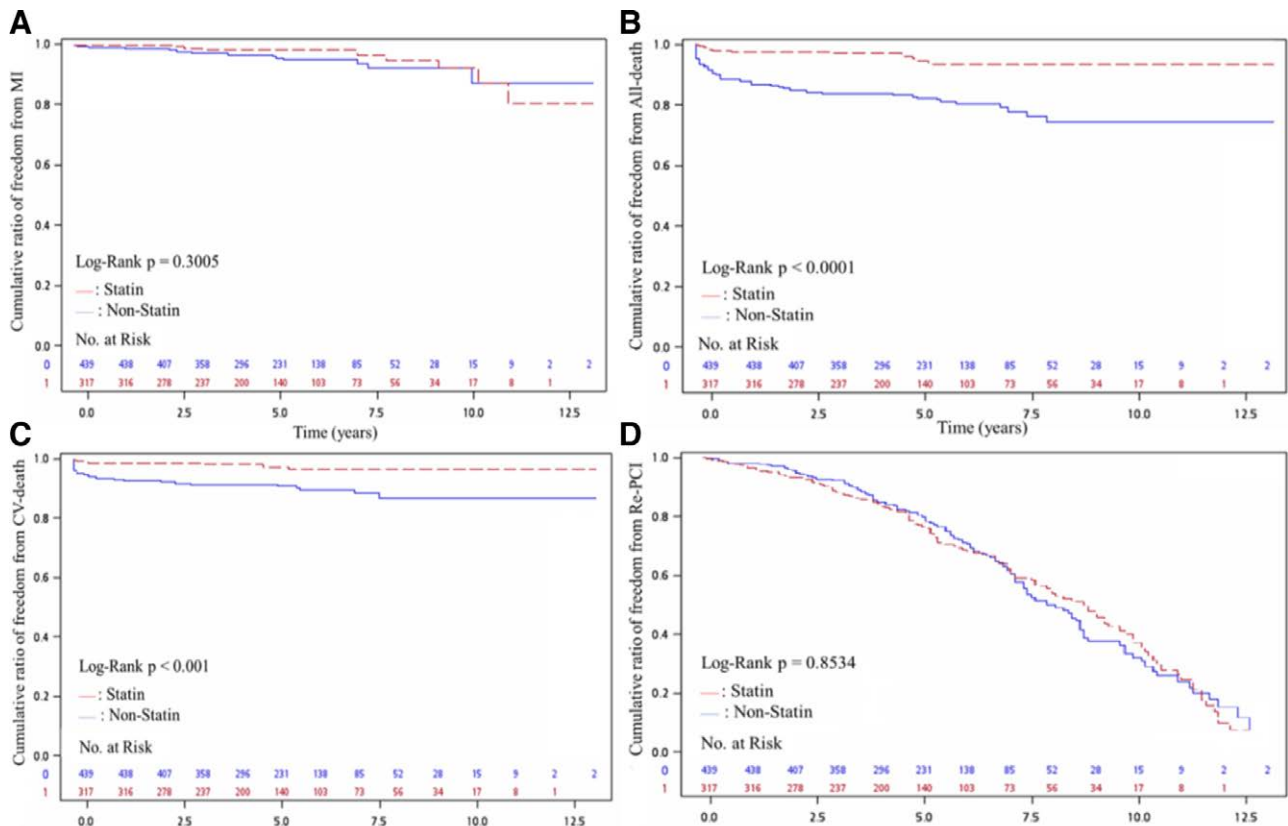 A
Cumulative ratio of freedom from MI
1.0
0.8
0.6
0.4
0.2
0.0
Log-Rank p = 0.3005
: Statin
: Non-Statin
No. at Risk
0 439 438 407 358 296 231 138 85 52 28 15 9 2 2
1 317 316 278 237 200 140 103 73 56 34 17 8 1
0.0 2.5 5.0 7.5 10.0 12.5
Time (years)
B
Cumulative ratio of freedom from All-death
1.0
0.8
0.6
0.4
0.2
0.0
Log-Rank p < 0.0001
: Statin
: Non-Statin
No. at Risk
0 439 438 407 358 296 231 138 85 52 28 15 9 2 2
1 317 316 278 237 200 140 103 73 56 34 17 8 1
0.0 2.5 5.0 7.5 10.0 12.5
Time (years)
C
Cumulative ratio of freedom from CV-death
1.0
0.8
0.6
0.4
0.2
0.0
Log-Rank p < 0.001
: Statin
: Non-Statin
No. at Risk
0 439 438 407 358 296 231 138 85 52 28 15 9 2 2
1 317 316 278 237 200 140 103 73 56 34 17 8 1
0.0 2.5 5.0 7.5 10.0 12.5
D
Cumulative ratio of freedom from Re-PCI
1.0
0.8
0.6
0.4
0.2
0.0
Log-Rank p = 0.8534
: Statin
: Non-Statin
No. at Risk
0 439 438 407 358 296 231 138 85 52 28 15 9 2 2
1 317 316 278 237 200 140 103 73 56 34 17 8 1
0.0 2.5 5.0 7.5 10.0 12.5